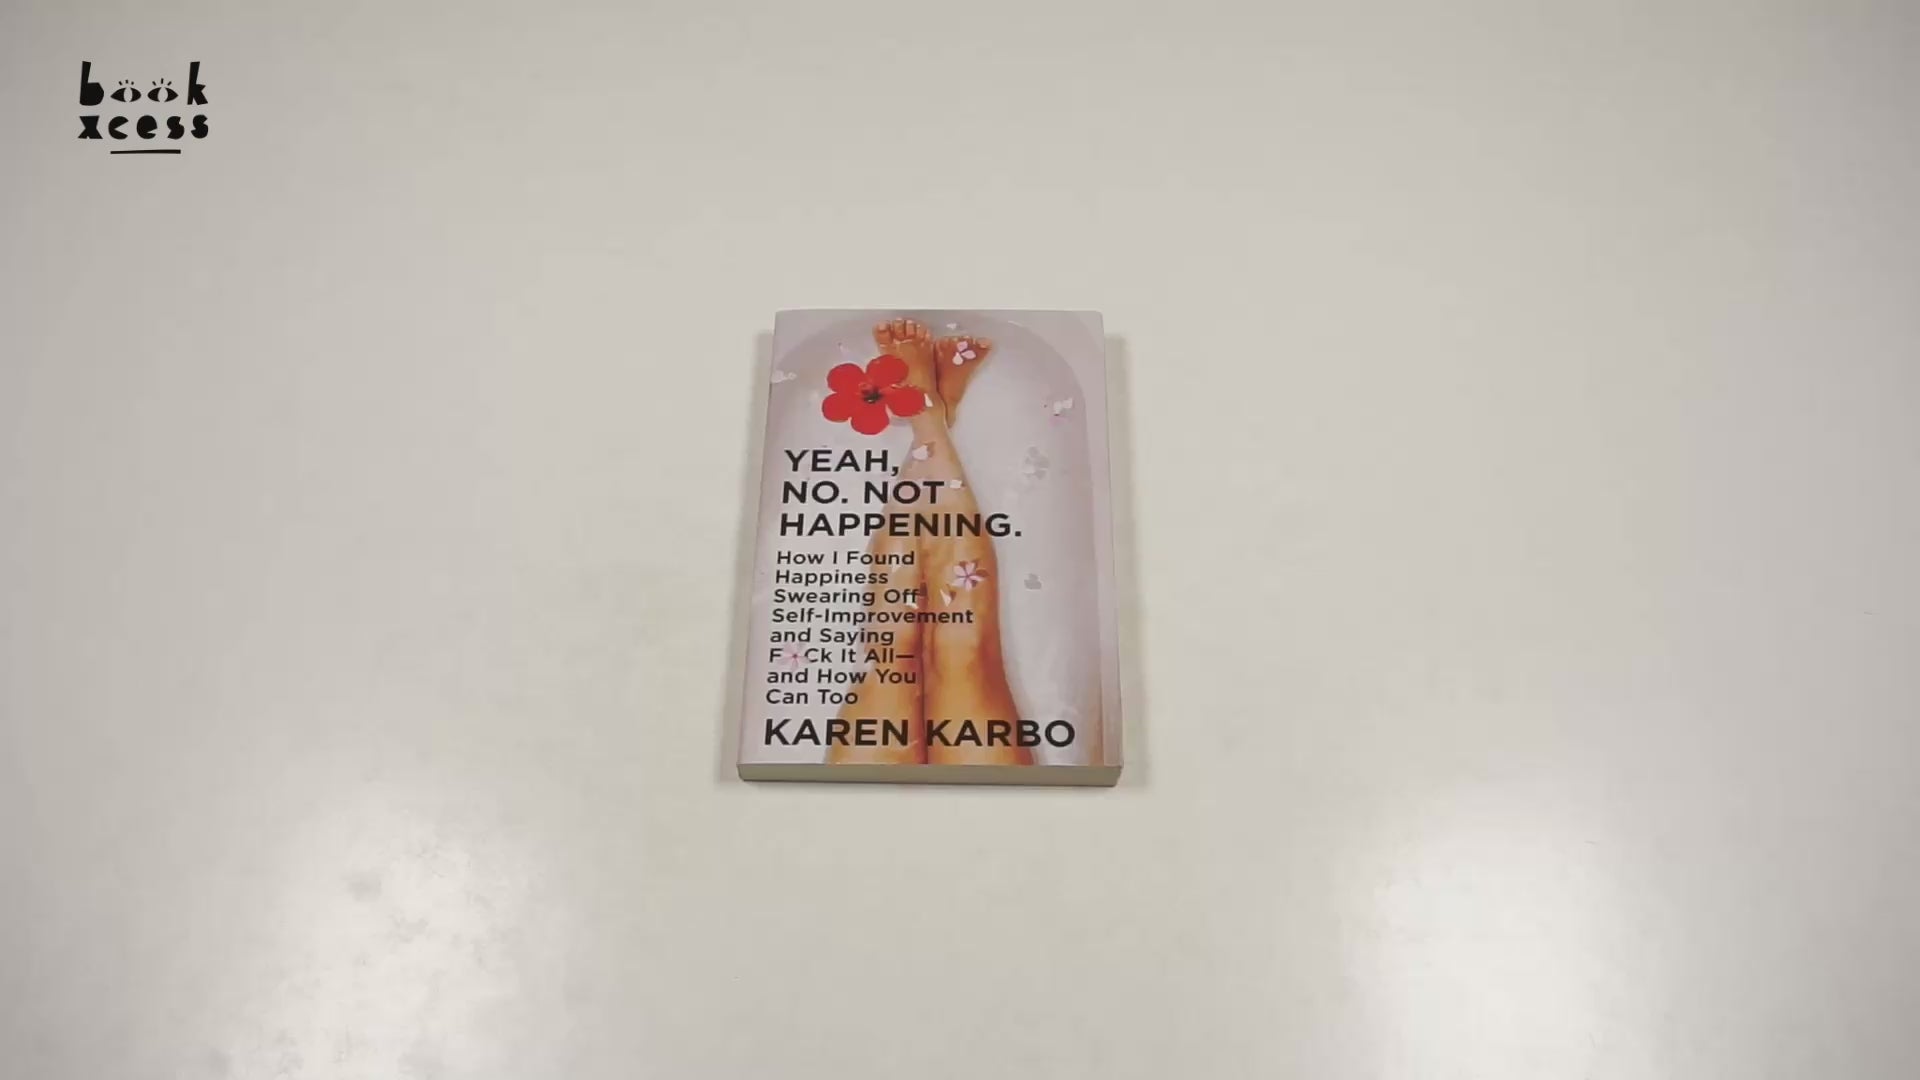 book
xcess
YEAH,
NO. NOT
HAPPENING.
How I Found
Happiness
Swearing Off
Self-Improvement
and Saying
F*Ck It All—
and How You
Can Too
KAREN KARBO